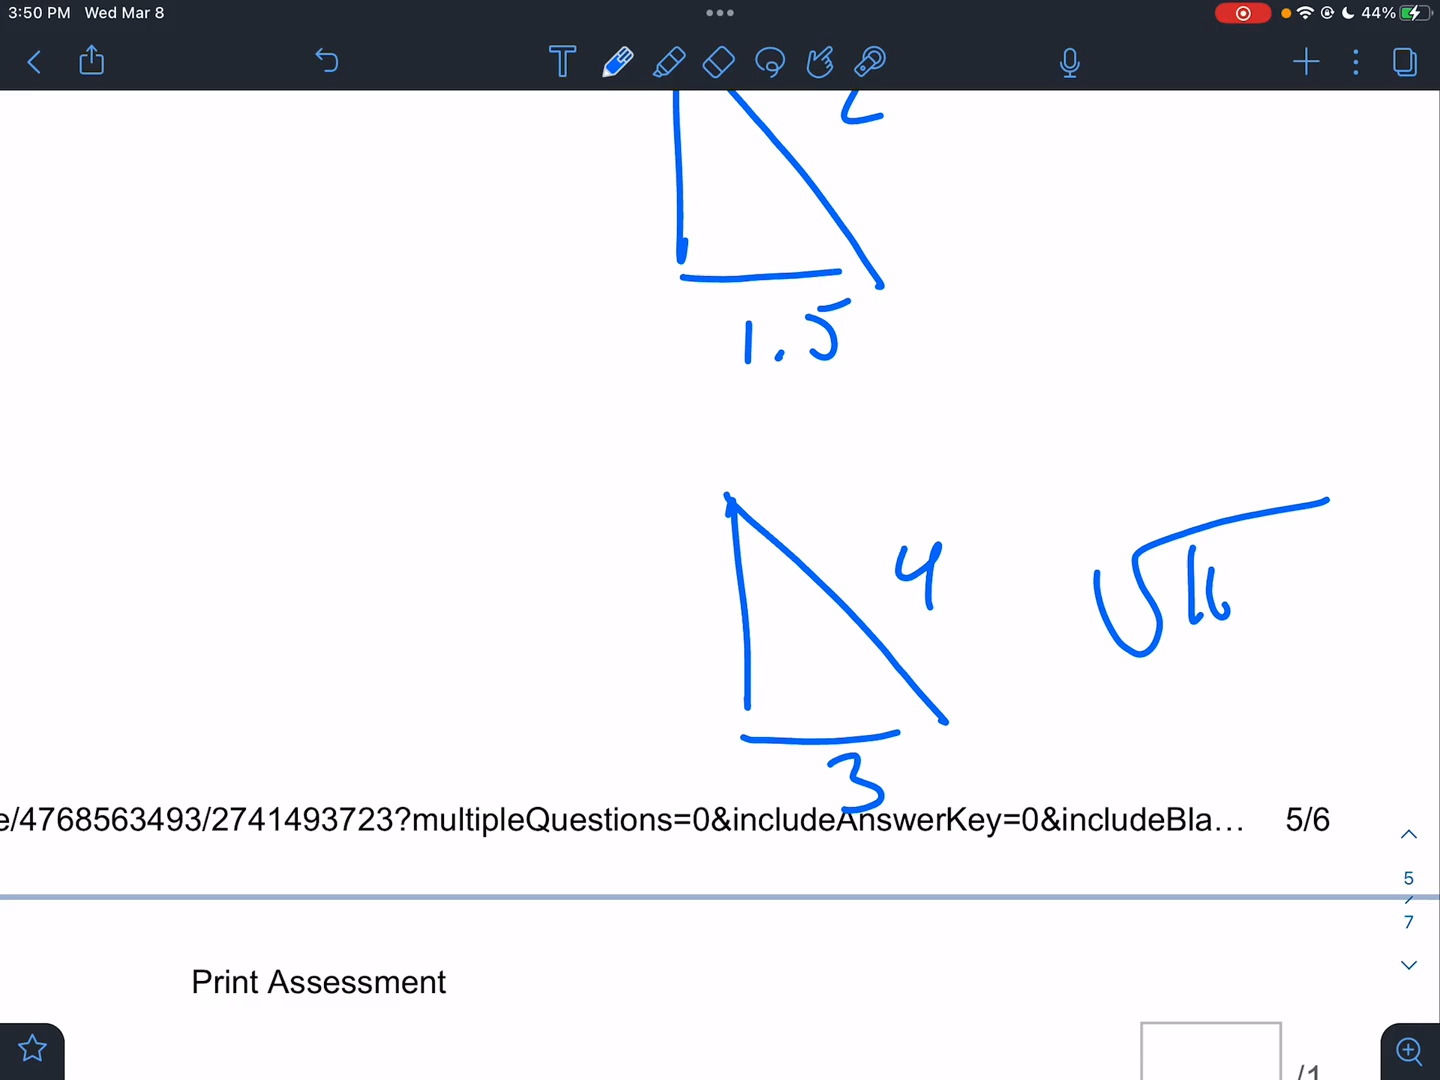 3:50 PM Wed Mar 8
44%
T
2
1.5
4
√16
3
e/4768563493/2741493723?multipleQuestions=0&includeAnswerKey=0&includeBla… 5/6
5
/
7
Print Assessment
/1